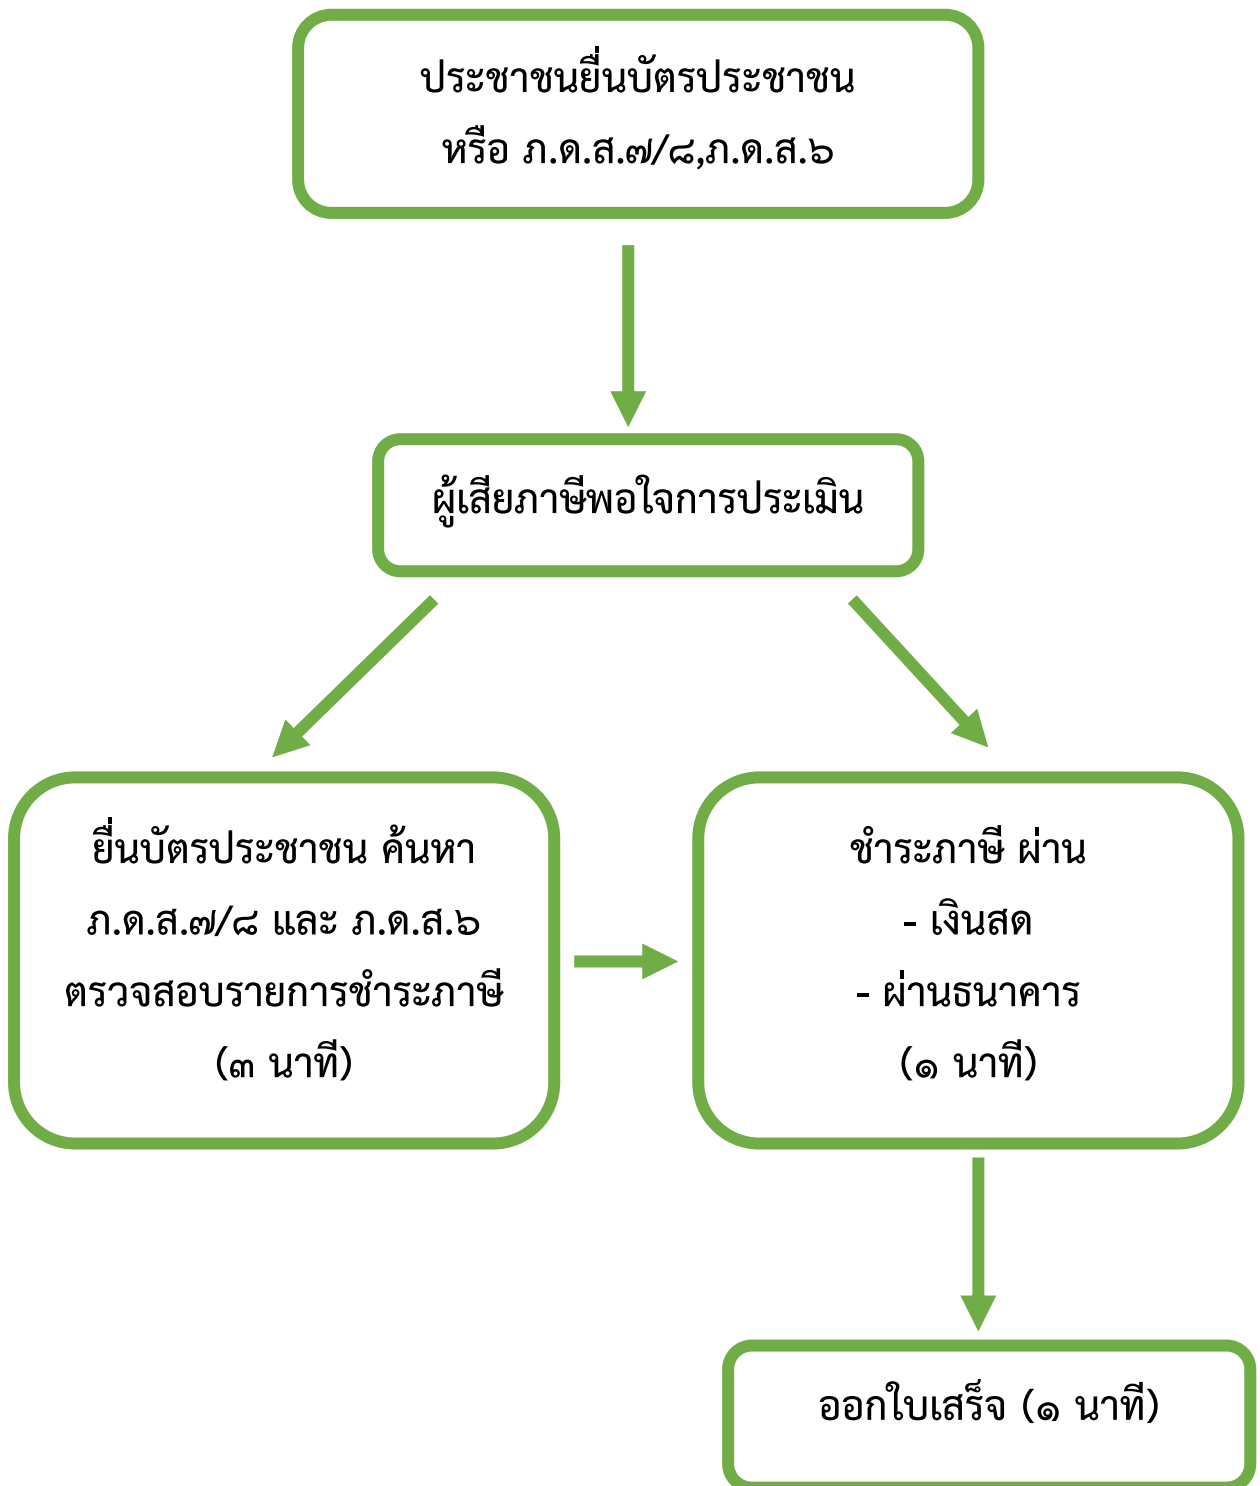 ประชาชนยื่นบัตรประชาชน
หรือ ภ.ด.ส.๗/๘,ภ.ด.ส.๖
ผู้เสียภาษีพอใจการประเมิน
ยื่นบัตรประชาชน ค้นหา
ภ.ด.ส.๗/๘ และ ภ.ด.ส.๖
ตรวจสอบรายการชำระภาษี
(๓ นาที)
ชำระภาษี ผ่าน
- เงินสด
- ผ่านธนาคาร
(๑ นาที)
ออกใบเสร็จ (๑ นาที)